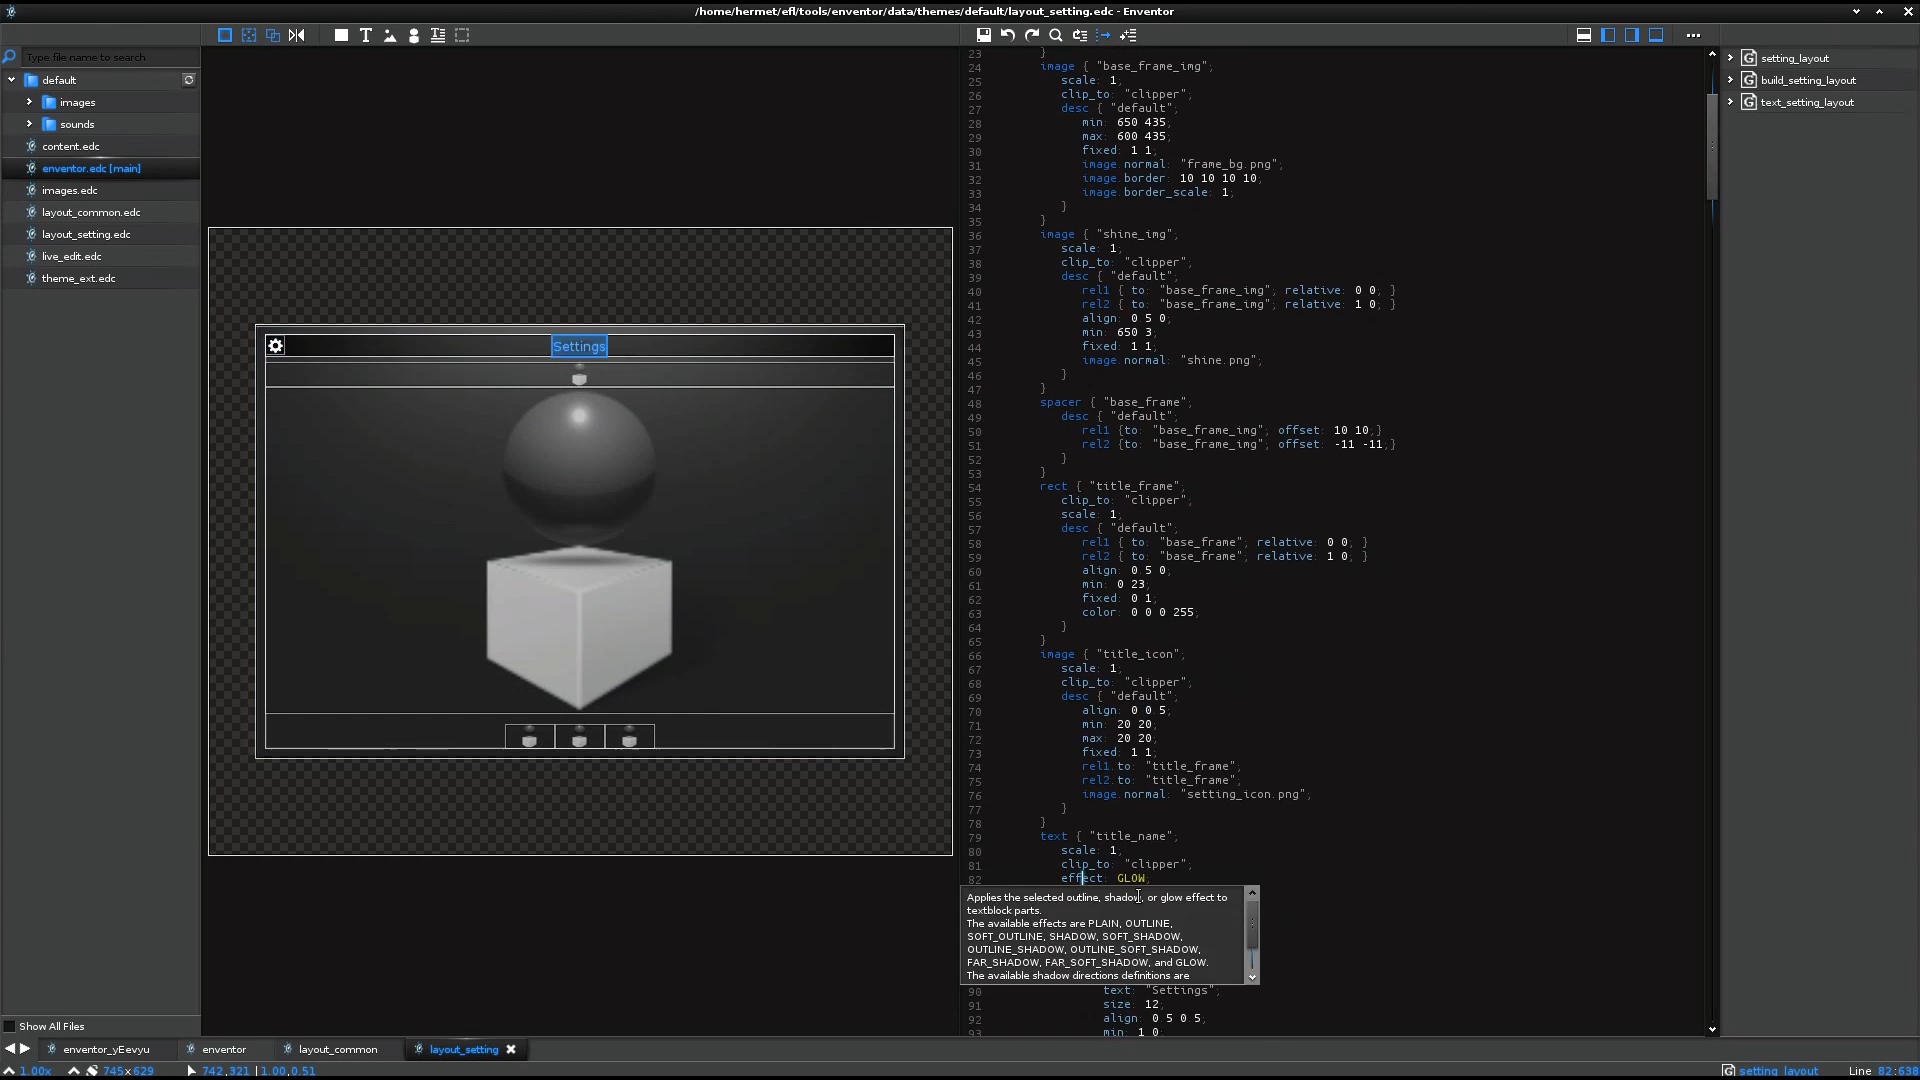 /home/hermet/efl/tools/enventor/data/themes/default/layout_setting.edc - Enventor
Type file name to search
default
images
sounds
content.edc
enventor.edc [main]
images.edc
layout_common.edc
layout_setting.edc
live_edit.edc
theme_ext.edc
Show All Files
Settings
23 }
24 image { "base_frame_img";
25 scale: 1;
26 clip_to: "clipper";
27 desc { "default";
28 min: 650 435;
29 max: 600 435;
30 fixed: 1 1;
31 image.normal: "frame_bg.png";
32 image.border: 10 10 10 10;
33 image.border_scale: 1;
34 }
35 }
36 image { "shine_img";
37 scale: 1;
38 clip_to: "clipper";
39 desc { "default";
40 rel1 { to: "base_frame_img"; relative: 0 0; }
41 rel2 { to: "base_frame_img"; relative: 1 0; }
42 align: 0.5 0;
43 min: 650 3;
44 fixed: 1 1;
45 image.normal: "shine.png";
46 }
47 }
48 spacer { "base_frame";
49 desc { "default";
50 rel1 {to: "base_frame_img"; offset: 10 10;}
51 rel2 {to: "base_frame_img"; offset: -11 -11;}
52 }
53 }
54 rect { "title_frame";
55 clip_to: "clipper";
56 scale: 1;
57 desc { "default";
58 rel1 { to: "base_frame"; relative: 0 0; }
59 rel2 { to: "base_frame"; relative: 1 0; }
60 align: 0.5 0;
61 min: 0 23;
62 fixed: 0 1;
63 color: 0 0 0 255;
64 }
65 }
66 image { "title_icon";
67 scale: 1;
68 clip_to: "clipper";
69 desc { "default";
70 align: 0 0.5;
71 min: 20 20;
72 max: 20 20;
73 fixed: 1 1;
74 rel1.to: "title_frame";
75 rel2.to: "title_frame";
76 image.normal: "setting_icon.png";
77 }
78 }
79 text { "title_name";
80 scale: 1;
81 clip_to: "clipper";
82 effect: GLOW;
Applies the selected outline, shadow, or glow effect to
textblock parts.
The available effects are PLAIN, OUTLINE,
SOFT_OUTLINE, SHADOW, SOFT_SHADOW,
OUTLINE_SHADOW, OUTLINE_SOFT_SHADOW,
FAR_SHADOW, FAR_SOFT_SHADOW, and GLOW.
The available shadow directions definitions are
90 text: "Settings";
91 size: 12;
92 align: 0.5 0.5;
93 min: 1 0;
setting_layout
build_setting_layout
text_setting_layout
enventor_yEevyu
enventor
layout_common
layout_setting
1.00x
745x629
742,321 |1.00,0.51
setting_layout
Line 82:638